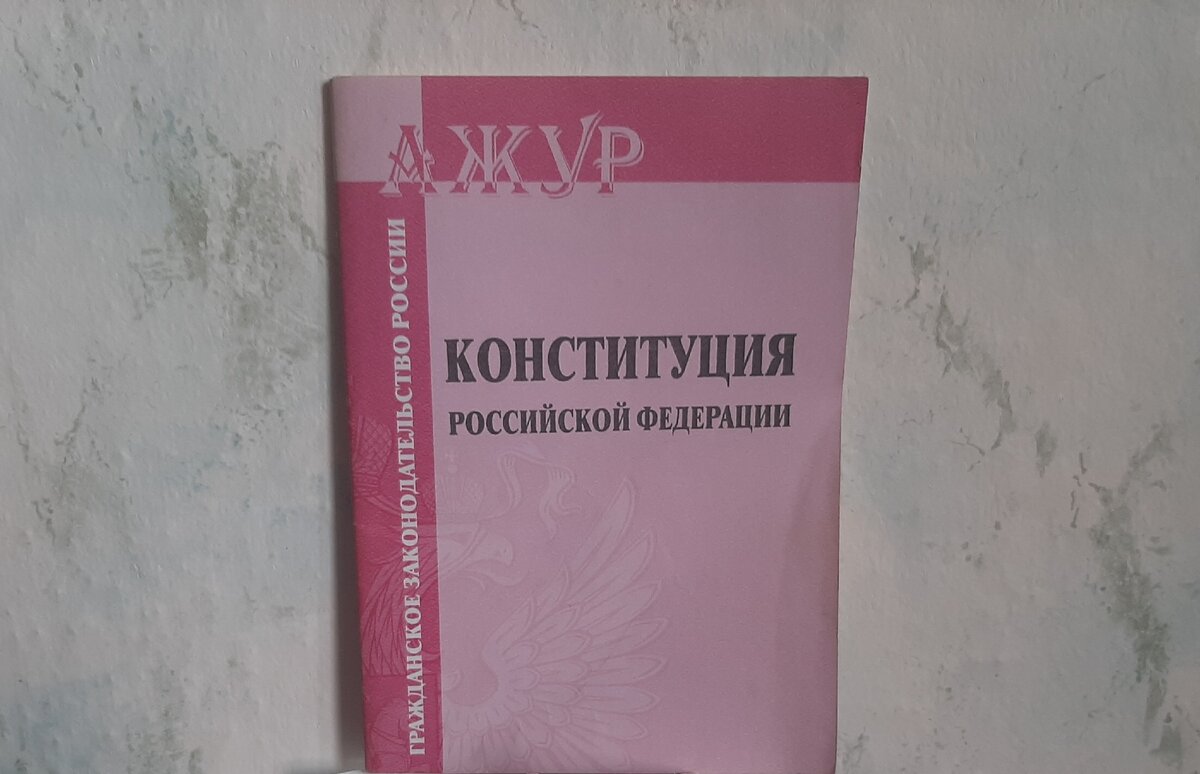 АЖУР
КОНСТИТУЦИЯ
РОССИЙСКОЙ ФЕДЕРАЦИИ
ГРАЖДАНСКОЕ ЗАКОНОДАТЕЛЬСТВО РОССИИ